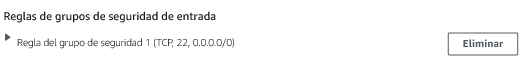 Reglas de grupos de seguridad de entrada
Regla del grupo de seguridad 1 (TCP, 22, 0.0.0.0/0)
Eliminar